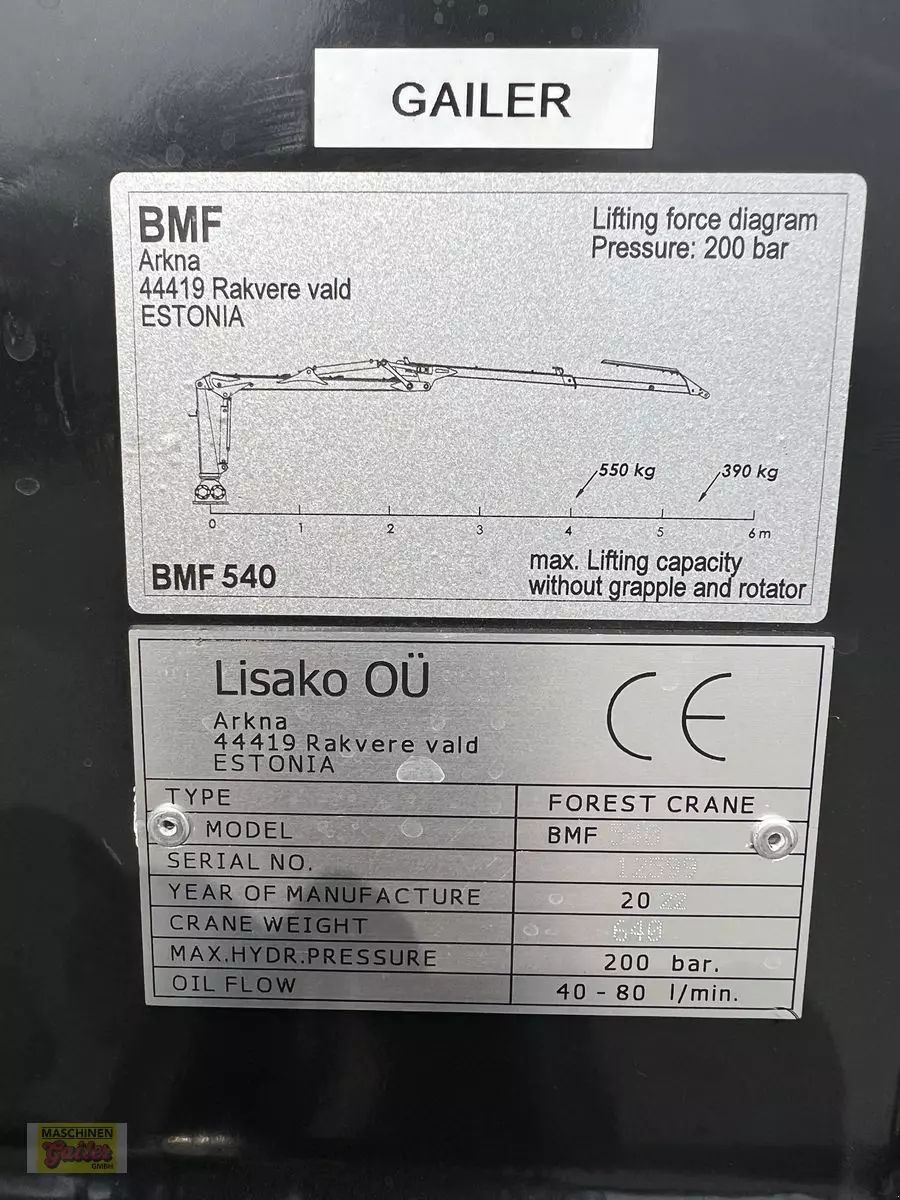 GAILER
BMF
Arkna
44419 Rakvere vald
ESTONIA
Lifting force diagram
Pressure: 200 bar
550 kg
390 kg
0 1 2 3 4 5 6 m
BMF 540
max. Lifting capacity
without grapple and rotator
Lisako OÜ
Arkna
44419 Rakvere vald
ESTONIA
CE
TYPE FOREST CRANE
MODEL BMF 540
SERIAL NO.
YEAR OF MANUFACTURE 2022
CRANE WEIGHT 640
MAX.HYDR.PRESSURE 200 bar.
OIL FLOW 40 - 80 l/min.
MASCHINEN
Gailer
GMBH